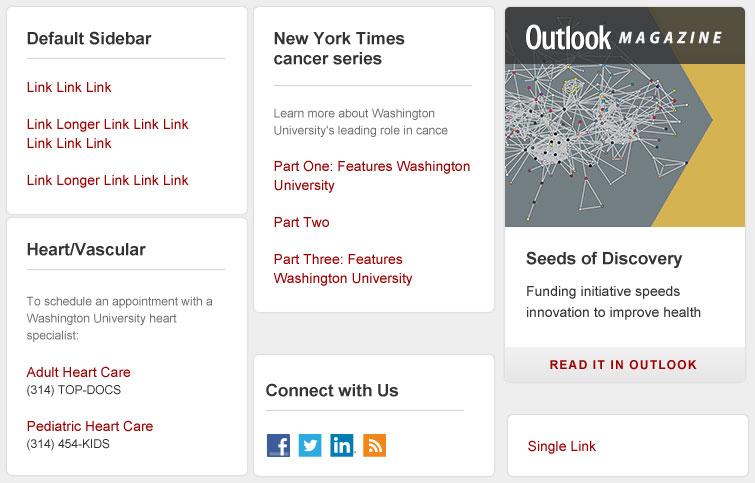 Default Sidebar
Link Link Link
Link Longer Link Link Link
Link Link Link
Link Longer Link Link Link
Heart/Vascular
To schedule an appointment with a
Washington University heart
specialist:
Adult Heart Care
(314) TOP-DOCS
Pediatric Heart Care
(314) 454-KIDS
New York Times
cancer series
Learn more about Washington
University's leading role in cance
Part One: Features Washington
University
Part Two
Part Three: Features
Washington University
Connect with Us
f
in
Outlook MAGAZINE
Seeds of Discovery
Funding initiative speeds
innovation to improve health
READ IT IN OUTLOOK
Single Link